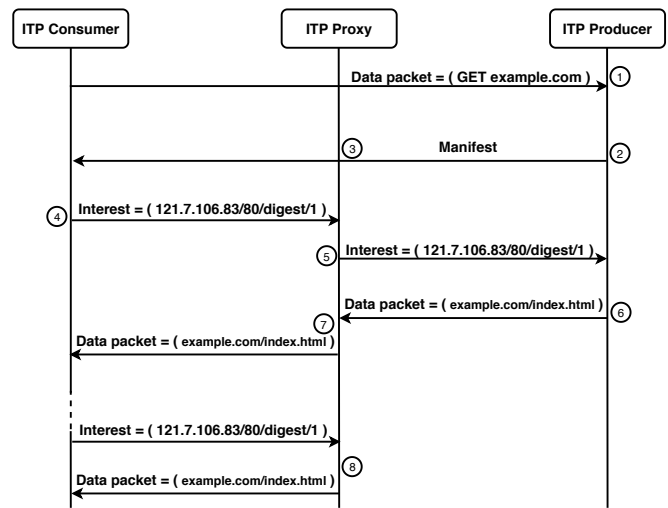 ITP Consumer
ITP Proxy
ITP Producer
Data packet = ( GET example.com )
1
3
Manifest
2
4
Interest = ( 121.7.106.83/80/digest/1 )
5
Interest = ( 121.7.106.83/80/digest/1 )
Data packet = ( example.com/index.html )
6
7
Data packet = ( example.com/index.html )
Interest = ( 121.7.106.83/80/digest/1 )
8
Data packet = ( example.com/index.html )